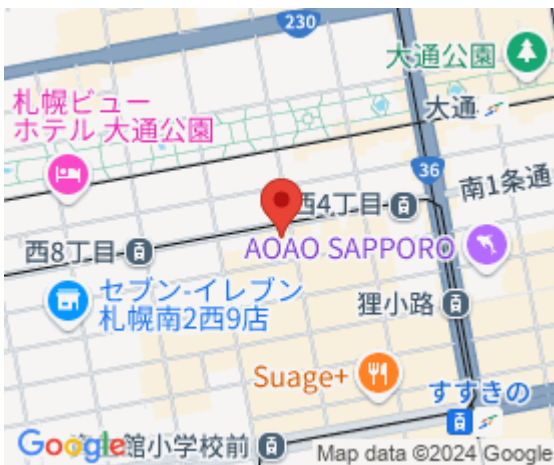 230
大通公園
札幌ビュー
ホテル 大通公園
大通
36
南1条通
西4丁目
西8丁目
AOAO SAPPORO
セブン-イレブン
札幌南2西9店
狸小路
Suage+
すすきの
館小学校前
Google
Map data ©2024 Google